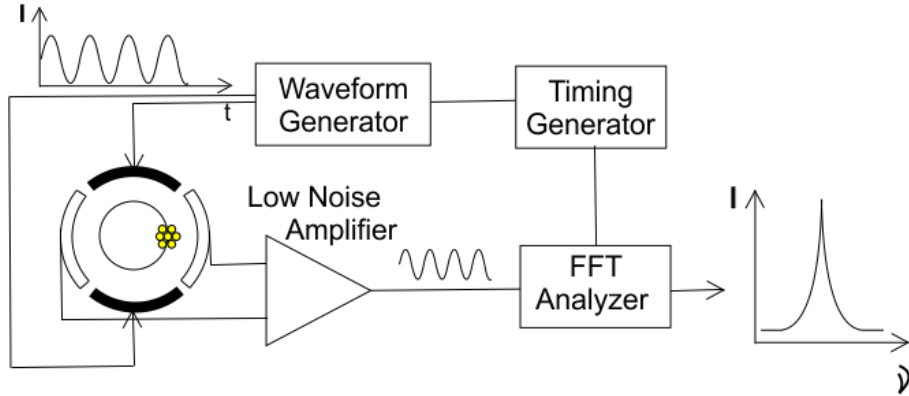 I
t
Waveform
Generator
Timing
Generator
Low Noise
Amplifier
FFT
Analyzer
I
ν